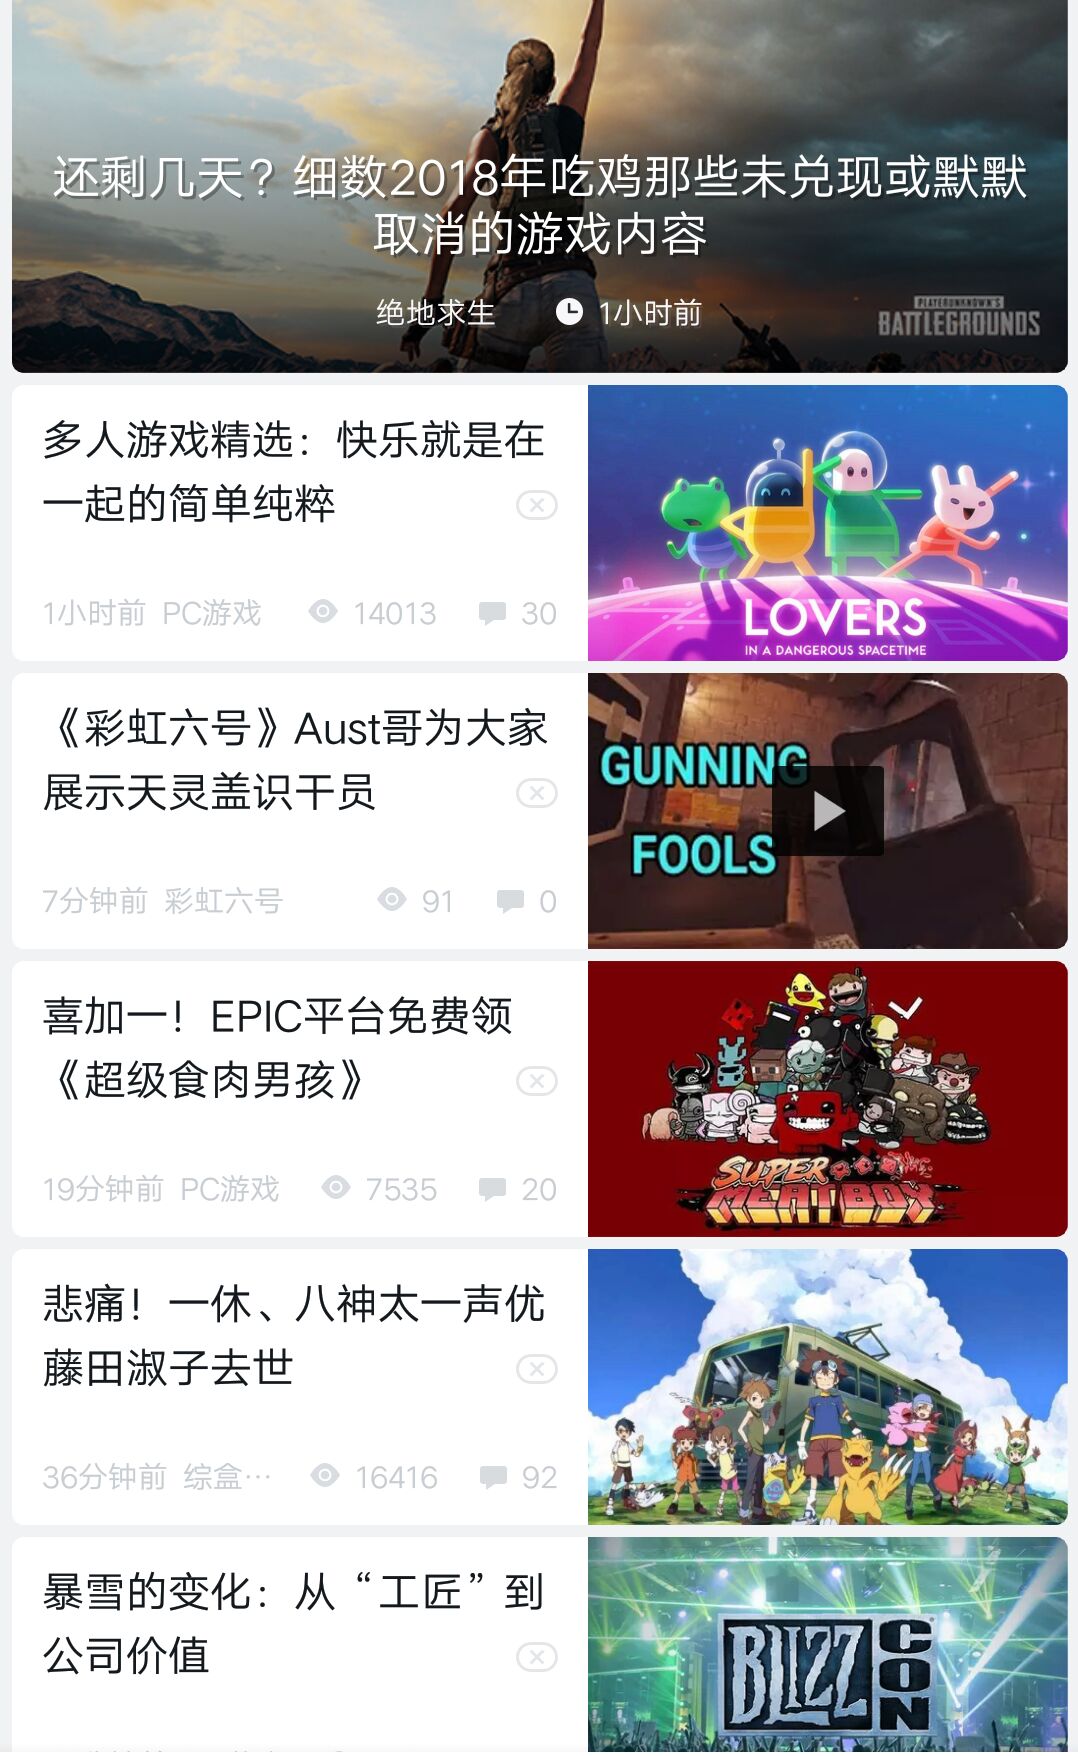 还剩几天？细数2018年吃鸡那些未兑现或默默
取消的游戏内容
绝地求生 1小时前
PLAYERUNKNOWN'S
BATTLEGROUNDS
多人游戏精选：快乐就是在
一起的简单纯粹
1小时前 PC游戏 14013 30
LOVERS
IN A DANGEROUS SPACETIME
《彩虹六号》Aust哥为大家
展示天灵盖识干员
7分钟前 彩虹六号 91 0
GUNNING
FOOLS
喜加一！EPIC平台免费领
《超级食肉男孩》
19分钟前 PC游戏 7535 20
SUPER
MEAT BOY
悲痛！一休、八神太一声优
藤田淑子去世
36分钟前 综盒… 16416 92
暴雪的变化：从“工匠”到
公司价值
BLIZZ
CON